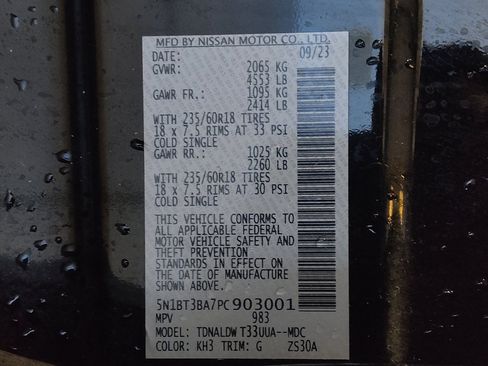 MFD BY NISSAN MOTOR CO., LTD.
DATE: 09/23
GVWR: 2065 KG
4553 LB
GAWR FR.: 1095 KG
2414 LB
WITH 235/60R18 TIRES
18 x 7.5 RIMS AT 33 PSI
COLD SINGLE
GAWR RR.: 1025 KG
2260 LB
WITH 235/60R18 TIRES
18 x 7.5 RIMS AT 30 PSI
COLD SINGLE
THIS VEHICLE CONFORMS TO
ALL APPLICABLE FEDERAL
MOTOR VEHICLE SAFETY AND
THEFT PREVENTION
STANDARDS IN EFFECT ON
THE DATE OF MANUFACTURE
SHOWN ABOVE.
5N1BT3BA7PC903001
MPV 983
MODEL: TDNALDW T33UUA--MDC
COLOR: KH3 TRIM: G ZS30A